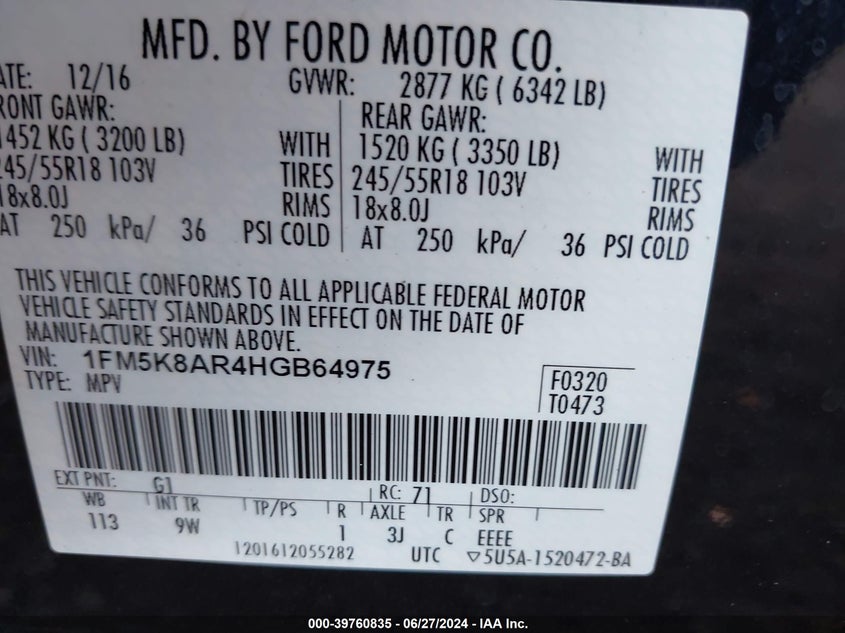 MFD. BY FORD MOTOR CO.
ATE: 12/16 GVWR: 2877 KG ( 6342 LB)
RONT GAWR: REAR GAWR:
1452 KG ( 3200 LB) WITH 1520 KG ( 3350 LB) WITH
245/55R18 103V TIRES 245/55R18 103V TIRES
18x8.0J RIMS 18x8.0J RIMS
AT 250 kPa/ 36 PSI COLD AT 250 kPa/ 36 PSI COLD
THIS VEHICLE CONFORMS TO ALL APPLICABLE FEDERAL MOTOR
VEHICLE SAFETY STANDARDS IN EFFECT ON THE DATE OF
MANUFACTURE SHOWN ABOVE.
VIN: 1FM5K8AR4HGB64975
TYPE: MPV F0320
T0473
EXT PNT: G1 RC: 71 DSO:
WB INT TR TP/PS R AXLE TR SPR
113 9W 1 3J C EEEE
1201612055282 UTC ▽5U5A-1520472-BA
000-39760835 - 06/27/2024 - IAA Inc.